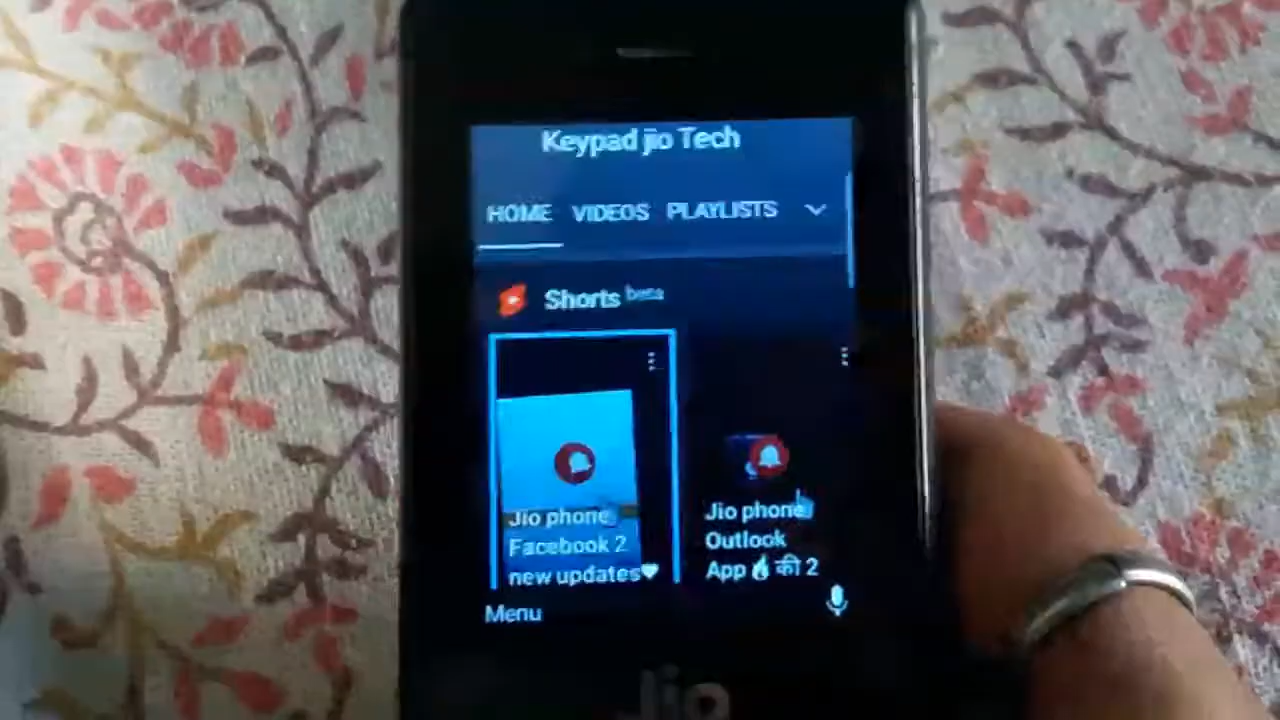 Keypad jio Tech
HOME VIDEOS PLAYLISTS
Shorts beta
Jio phone
Facebook 2
new updates♥
Jio phone
Outlook
App🔥की 2
Menu
Jio